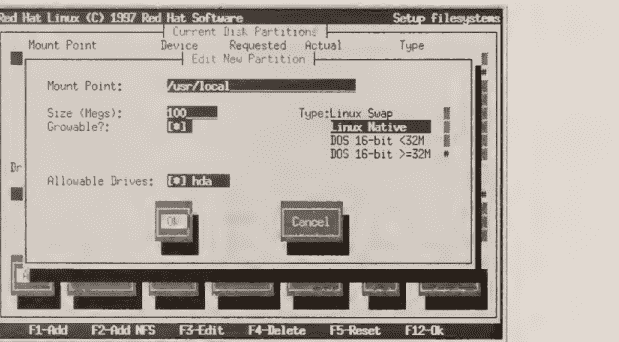 Red Hat Linux (C) 1997 Red Hat Software Setup filesystems
Current Disk Partitions
Mount Point Device Requested Actual Type
Edit New Partition
Mount Point: /usr/local
Size (Megs): 100 Type:Linux Swap
Growable?: [*] Linux Native
DOS 16-bit <32M
DOS 16-bit >=32M #
Dr
Allowable Drives: [*] hda
Ok Cancel
F1-Add F2-Add NFS F3-Edit F4-Delete F5-Reset F12-Ok